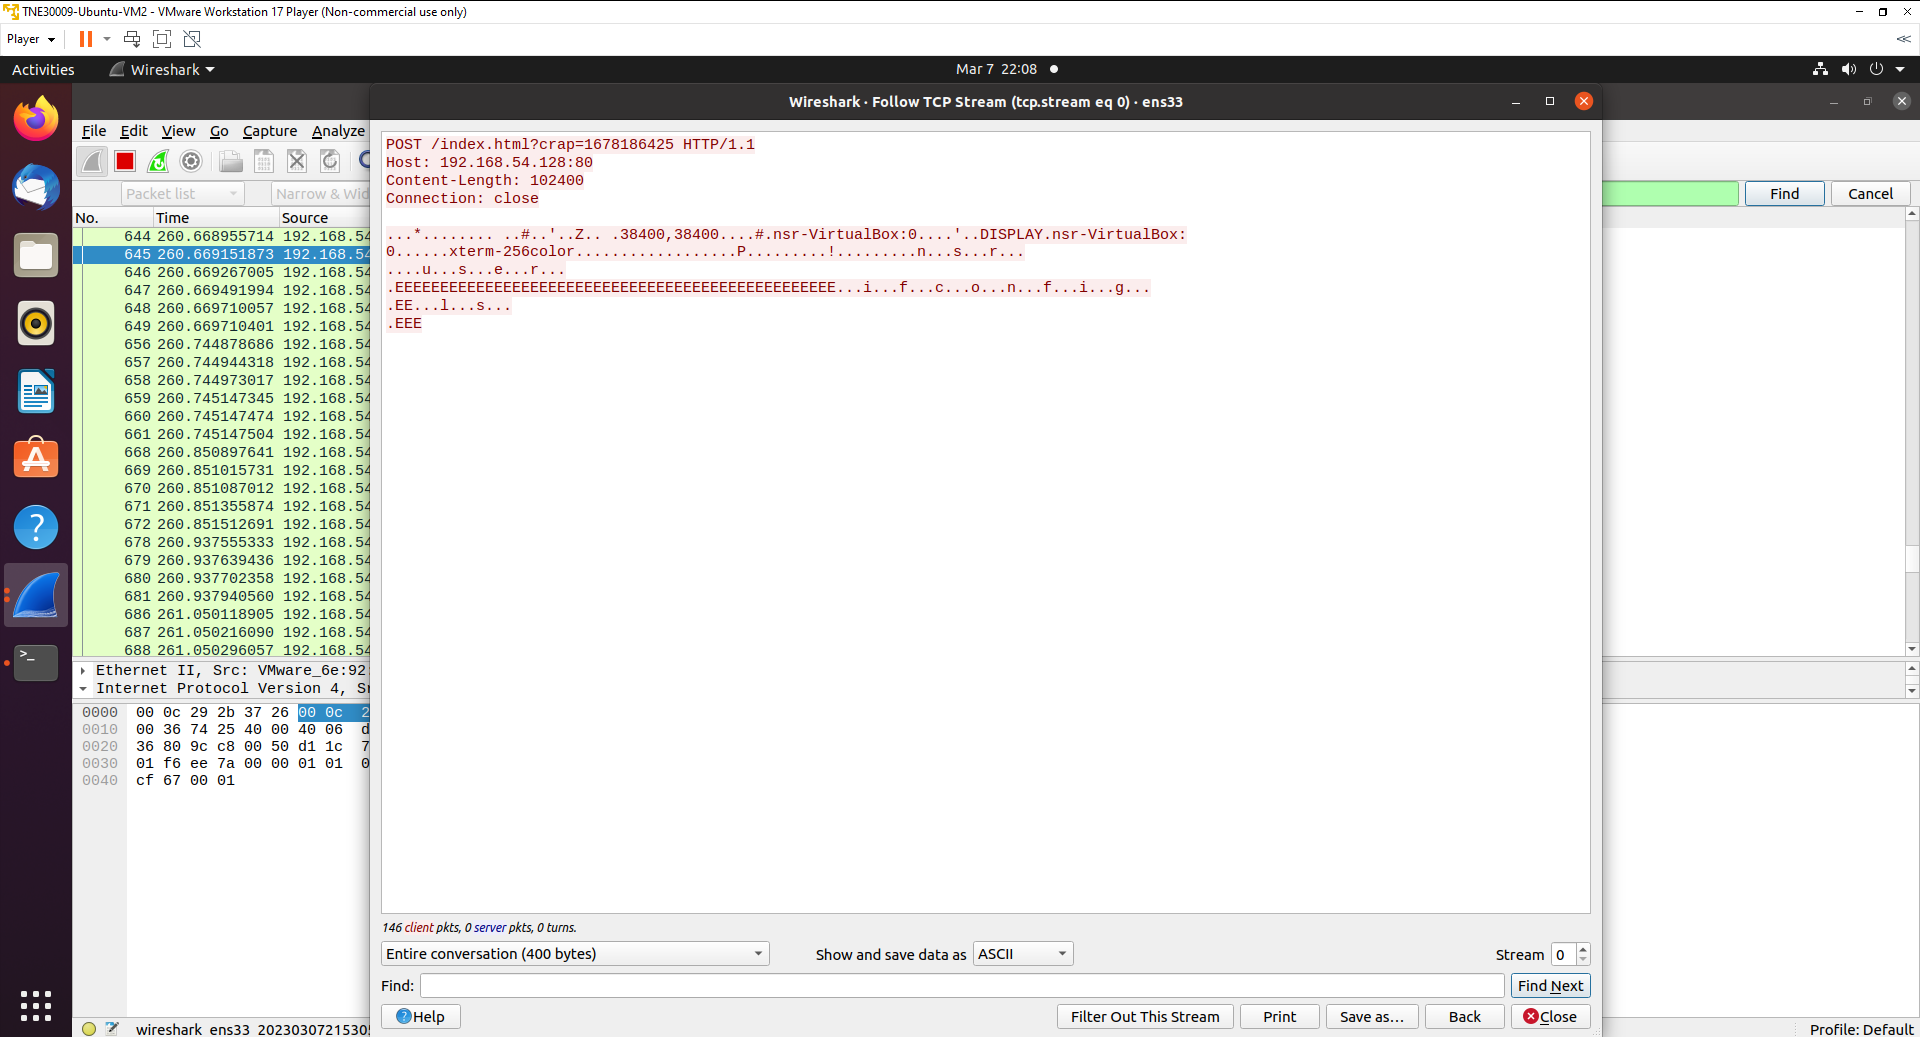 TNE30009-Ubuntu-VM2 - VMware Workstation 17 Player (Non-commercial use only)
Player
Activities
Wireshark
Mar 7 22:08
Wireshark · Follow TCP Stream (tcp.stream eq 0) · ens33
File Edit View Go Capture Analyze
Packet list
Narrow & Wid
Find
Cancel
No. Time Source
644 260.668955714 192.168.54
645 260.669151873 192.168.54
646 260.669267005 192.168.54
647 260.669491994 192.168.54
648 260.669710057 192.168.54
649 260.669710401 192.168.54
656 260.744878686 192.168.54
657 260.744944318 192.168.54
658 260.744973017 192.168.54
659 260.745147345 192.168.54
660 260.745147474 192.168.54
661 260.745147504 192.168.54
668 260.850897641 192.168.54
669 260.851015731 192.168.54
670 260.851087012 192.168.54
671 260.851355874 192.168.54
672 260.851512691 192.168.54
678 260.937555333 192.168.54
679 260.937639436 192.168.54
680 260.937702358 192.168.54
681 260.937940560 192.168.54
686 261.050118905 192.168.54
687 261.050216090 192.168.54
688 261.050296057 192.168.54
Ethernet II, Src: VMware_6e:92:
Internet Protocol Version 4, Sr
0000 00 0c 29 2b 37 26 00 0c 2
0010 00 36 74 25 40 00 40 06 d
0020 36 80 9c c8 00 50 d1 1c 7
0030 01 f6 ee 7a 00 00 01 01 0
0040 cf 67 00 01
wireshark_ens33_2023030721530
Profile: Default
POST /index.html?crap=1678186425 HTTP/1.1
Host: 192.168.54.128:80
Content-Length: 102400
Connection: close
...*........ ..#..'..Z.. .38400,38400....#.nsr-VirtualBox:0....'..DISPLAY.nsr-VirtualBox:
0......xterm-256color..................P.........!.........n...s...r...
....u...s...e...r...
.EEEEEEEEEEEEEEEEEEEEEEEEEEEEEEEEEEEEEEEEEEEEEEEEE...i...f...c...o...n...f...i...g...
.EE...l...s...
.EEE
146 client pkts, 0 server pkts, 0 turns.
Entire conversation (400 bytes)
Show and save data as
ASCII
Stream 0
Find:
Find Next
Help
Filter Out This Stream
Print
Save as…
Back
Close